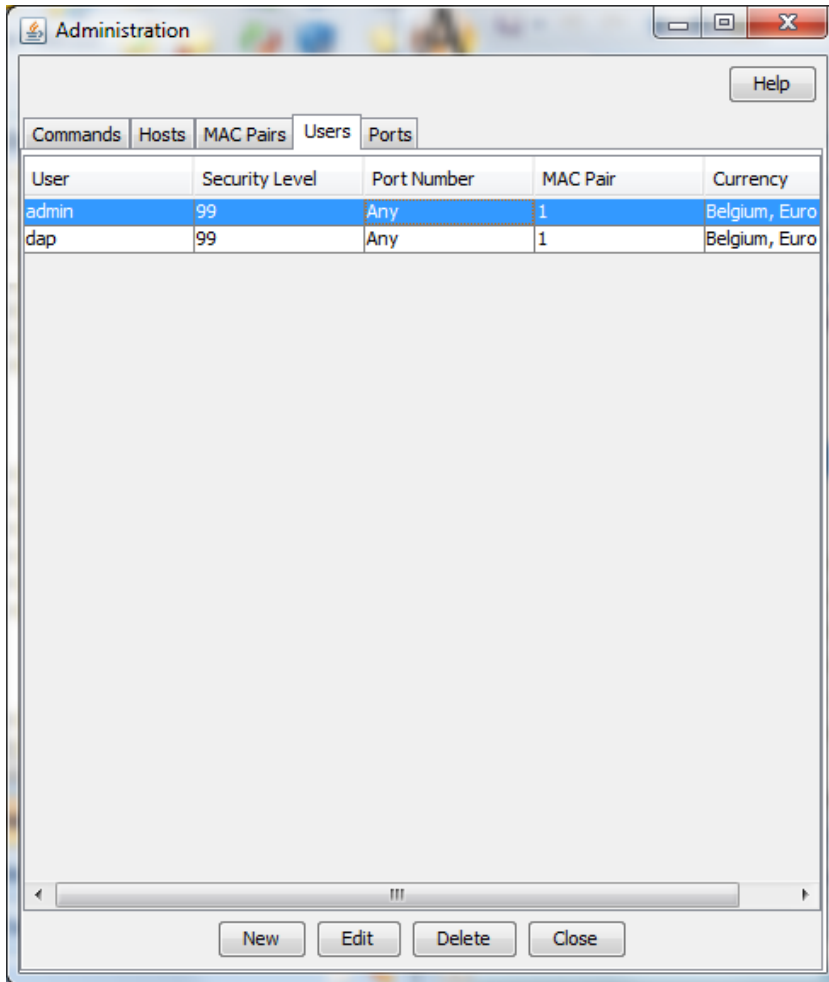 Administration
Help
Commands Hosts MAC Pairs Users Ports
User Security Level Port Number MAC Pair Currency
admin 99 Any 1 Belgium, Euro
dap 99 Any 1 Belgium, Euro
New Edit Delete Close